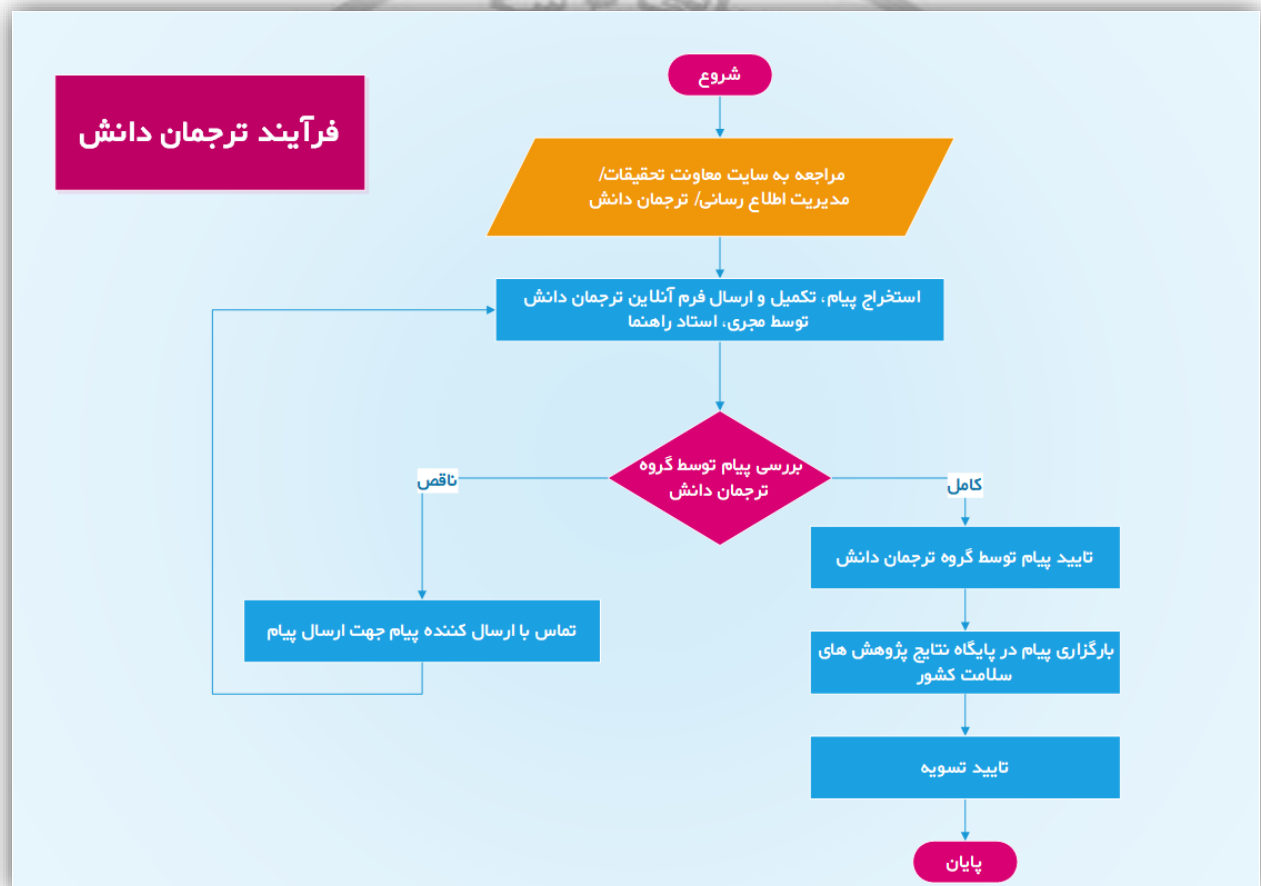 فرآیند ترجمان دانش
شروع
مراجعه به سایت معاونت تحقیقات/
مدیریت اطلاع رسانی/ ترجمان دانش
استخراج پیام، تکمیل و ارسال فرم آنلاین ترجمان دانش
توسط مجری، استاد راهنما
بررسی پیام توسط گروه
ترجمان دانش
ناقص
کامل
تماس با ارسال کننده پیام جهت ارسال پیام
تایید پیام توسط گروه ترجمان دانش
بارگزاری پیام در پایگاه نتایج پژوهش های
سلامت کشور
تایید تسویه
پایان